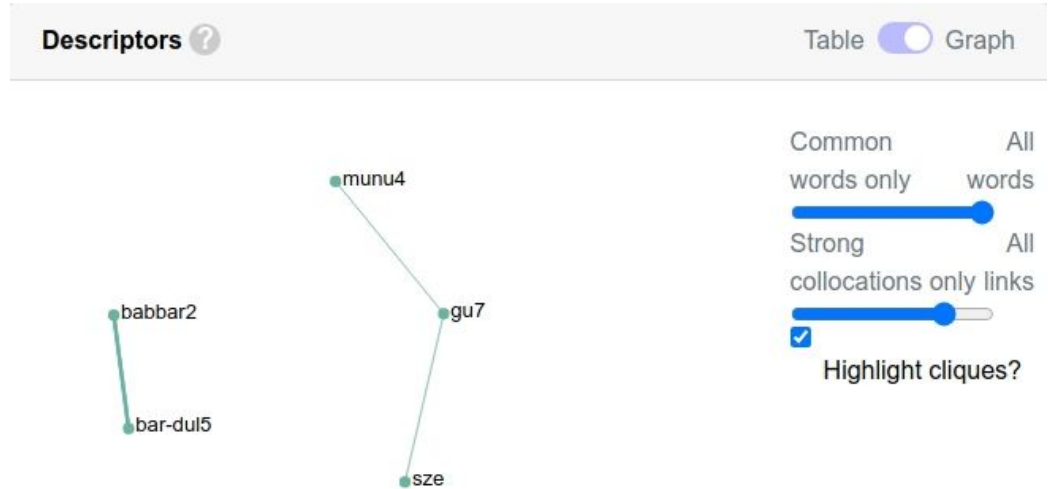 Descriptors ?
Table Graph
Common All
words only words
Strong All
collocations only links
Highlight cliques?
munu4
babbar2
gu7
bar-dul5
sze